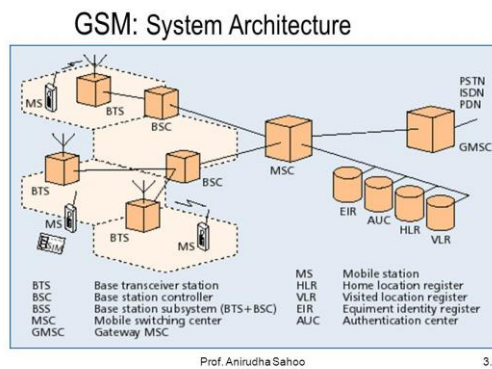 GSM: System Architecture
MS
BTS
BSC
PSTN
ISDN
PDN
GMSC
MSC
BTS
BSC
MS
SIM
BTS
MS
EIR
AUC
HLR
VLR
BTS Base transceiver station
BSC Base station controller
BSS Base station subsystem (BTS+BSC)
MSC Mobile switching center
GMSC Gateway MSC
MS Mobile station
HLR Home location register
VLR Visited location register
EIR Equiment identity register
AUC Authentication center
Prof. Anirudha Sahoo
3.